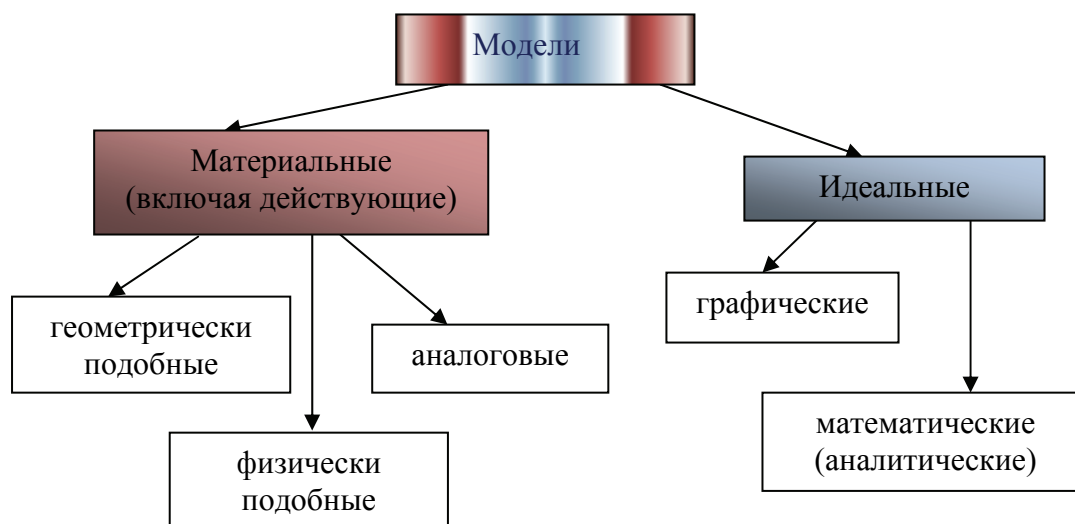 Модели
Материальные
(включая действующие)
Идеальные
геометрически
подобные
физически
подобные
аналоговые
графические
математические
(аналитические)